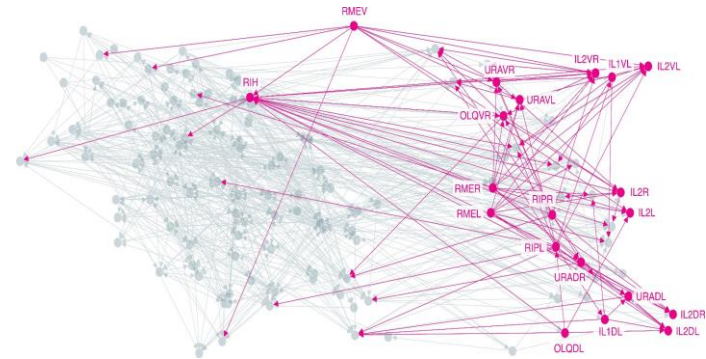 RMEV
IL2VR
IL1VL
IL2VL
URAVR
RIH
URAVL
OLQVR
RMER
RIPR
IL2R
RMEL
IL2L
RIPL
URADR
URADL
IL2DR
IL1DL
IL2DL
OLQDL